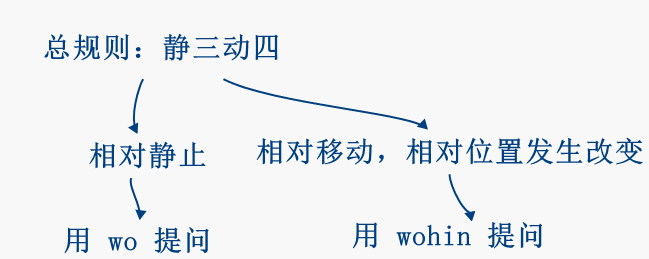 总规则：静三动四
相对静止
相对移动，相对位置发生改变
用 wo 提问
用 wohin 提问